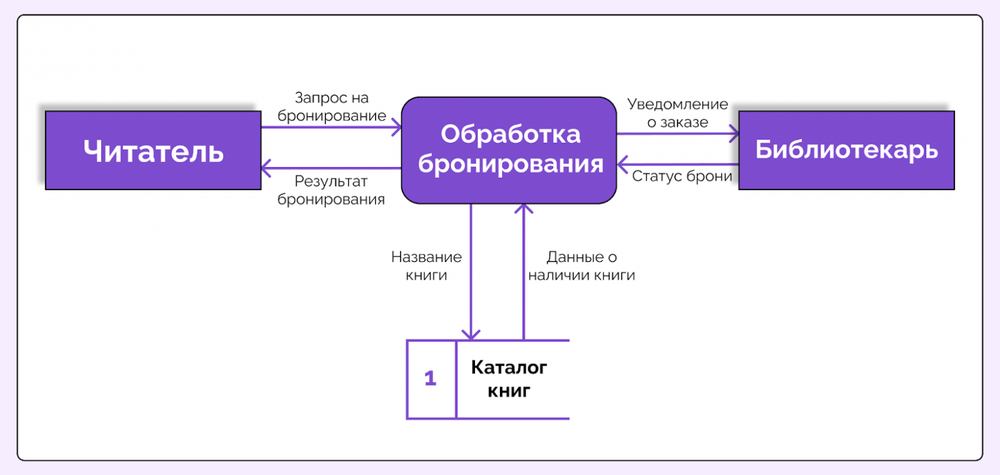 Запрос на
бронирование
Читатель
Результат
бронирования
Обработка
бронирования
Уведомление
о заказе
Библиотекарь
Статус брони
Название
книги
Данные о
наличии книги
1
Каталог
книг